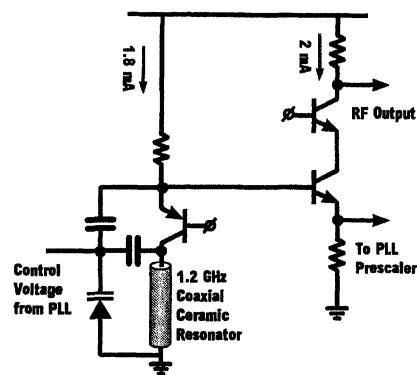 1.8 mA
2 mA
RF Output
To PLL
Prescaler
Control
Voltage
from PLL
1.2 GHz
Coaxial
Ceramic
Resonator